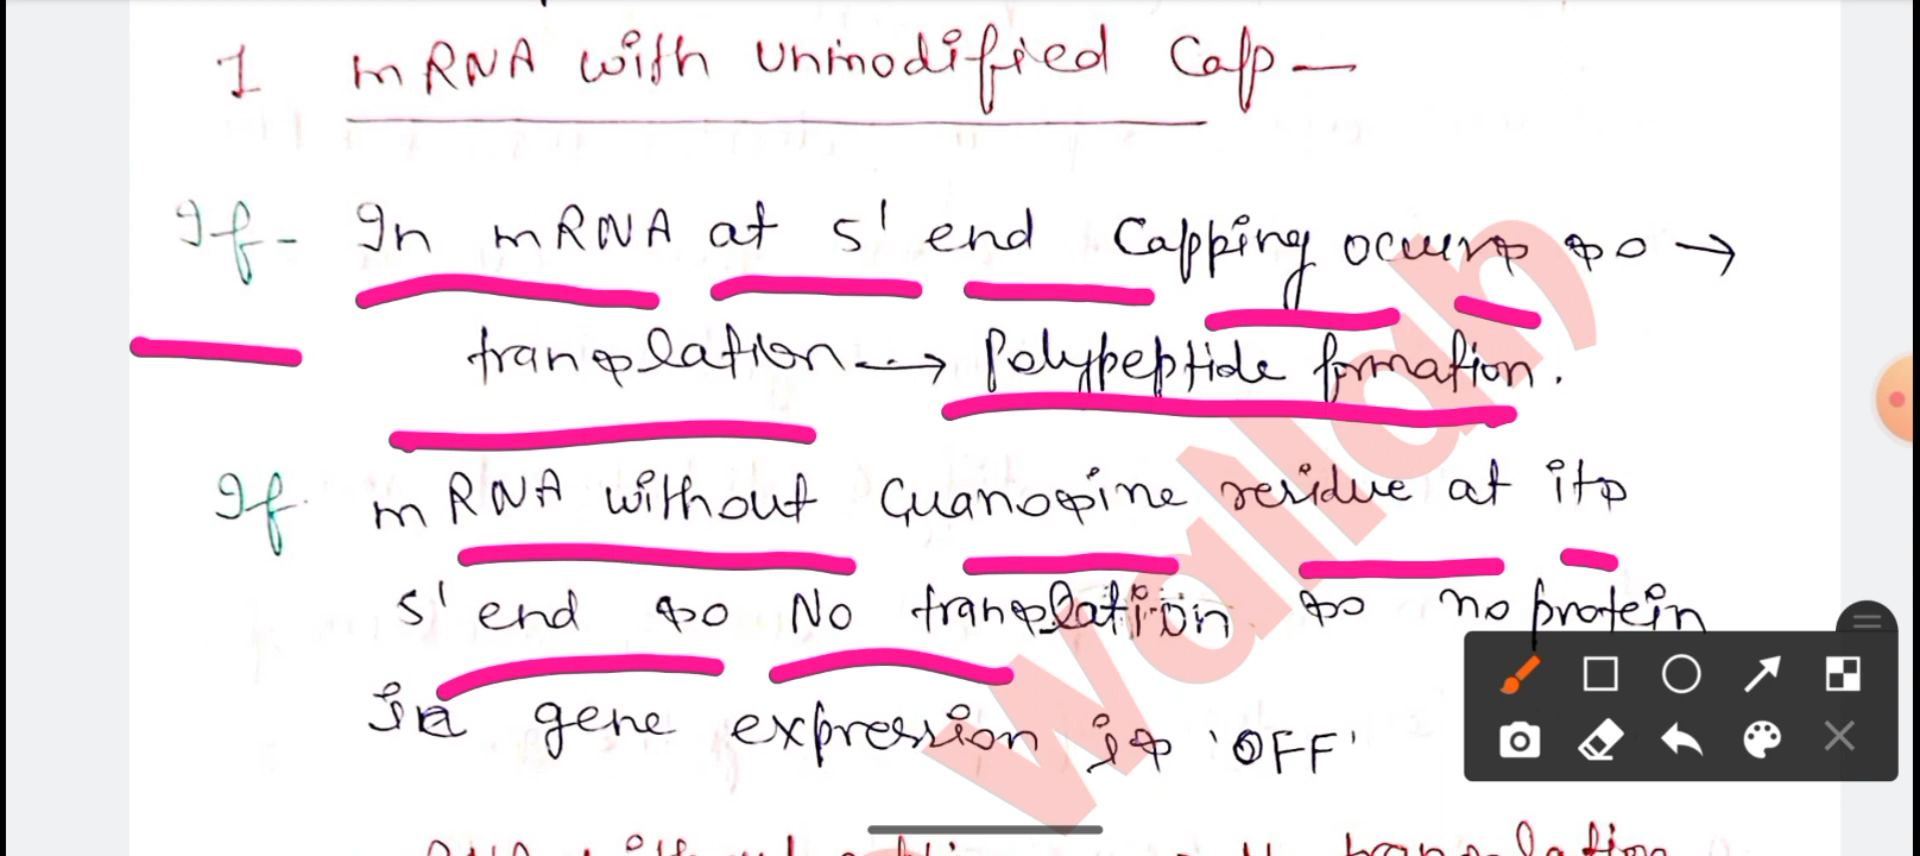 1 mRNA with Unmodified Cap -
If - In mRNA at 5' end Capping occurs so →
translation → Polypeptide formation.
If mRNA without Guanosine residue at its
5' end so No translation so no protein
gene expression is 'OFF'
wallah